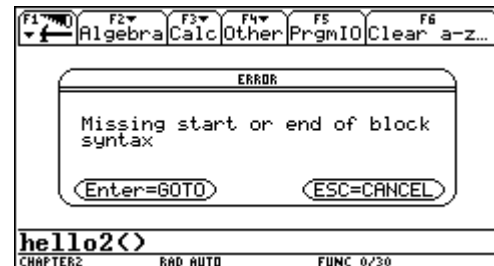 F1 F2 F3 F4 F5 F6
Algebra Calc Other PrgmIO Clear a-z…
ERROR
Missing start or end of block
syntax
Enter=GOTO ESC=CANCEL
hello2()
CHAPTER2 RAD AUTO FUNC 0/30